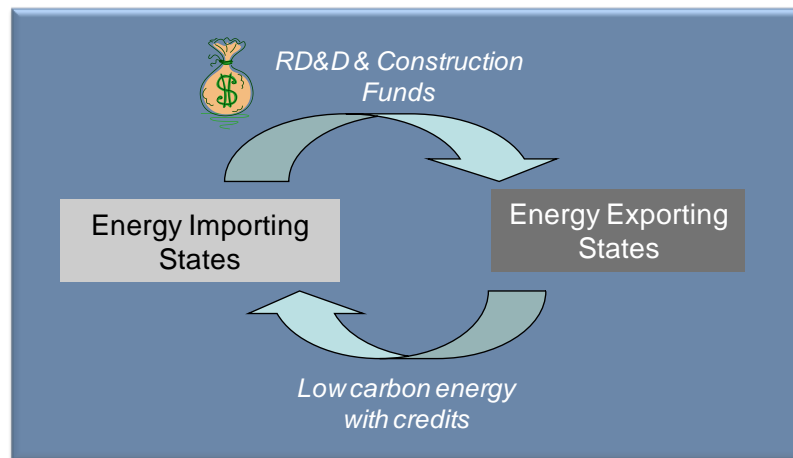 RD&D & Construction
Funds
$
Energy Importing
States
Energy Exporting
States
Low carbon energy
with credits